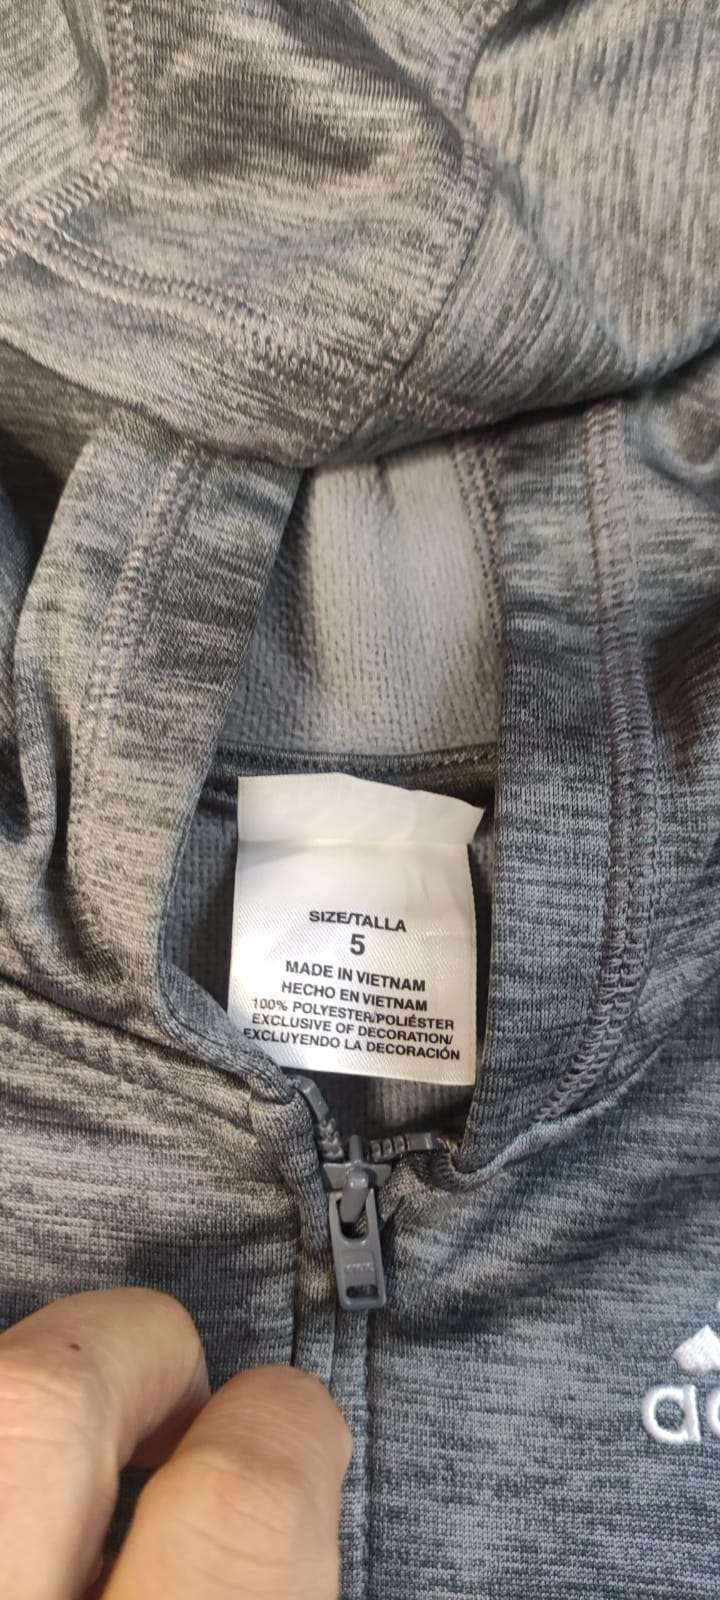 SIZE/TALLA
5
MADE IN VIETNAM
HECHO EN VIETNAM
100% POLYESTER/POLIÉSTER
EXCLUSIVE OF DECORATION/
EXCLUYENDO LA DECORACIÓN